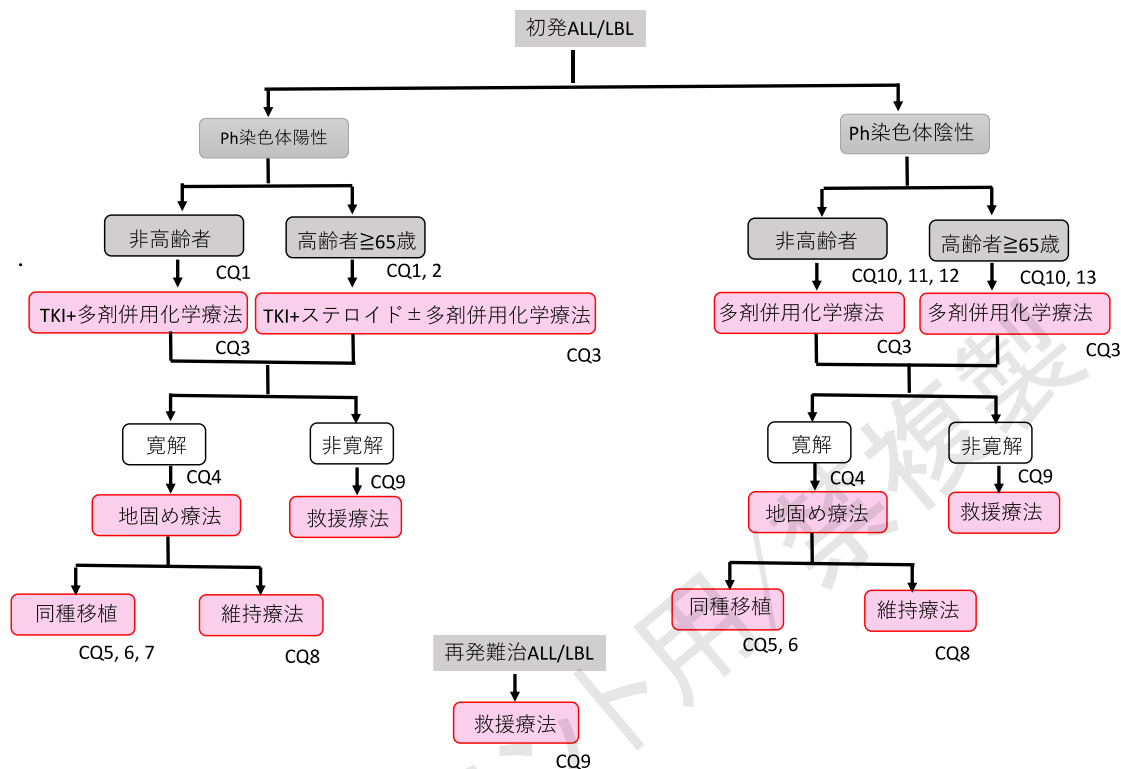 初発ALL/LBL
Ph染色体陽性
Ph染色体陰性
非高齢者
高齢者≧65歳
非高齢者
高齢者≧65歳
CQ1
CQ1, 2
CQ10, 11, 12
CQ10, 13
TKI+多剤併用化学療法
TKI+ステロイド±多剤併用化学療法
多剤併用化学療法
多剤併用化学療法
CQ3
CQ3
CQ3
CQ3
寛解
非寛解
寛解
非寛解
CQ4
CQ9
CQ4
CQ9
地固め療法
救援療法
地固め療法
救援療法
同種移植
維持療法
同種移植
維持療法
CQ5, 6, 7
CQ8
CQ5, 6
CQ8
再発難治ALL/LBL
救援療法
CQ9
ント用/禁複製